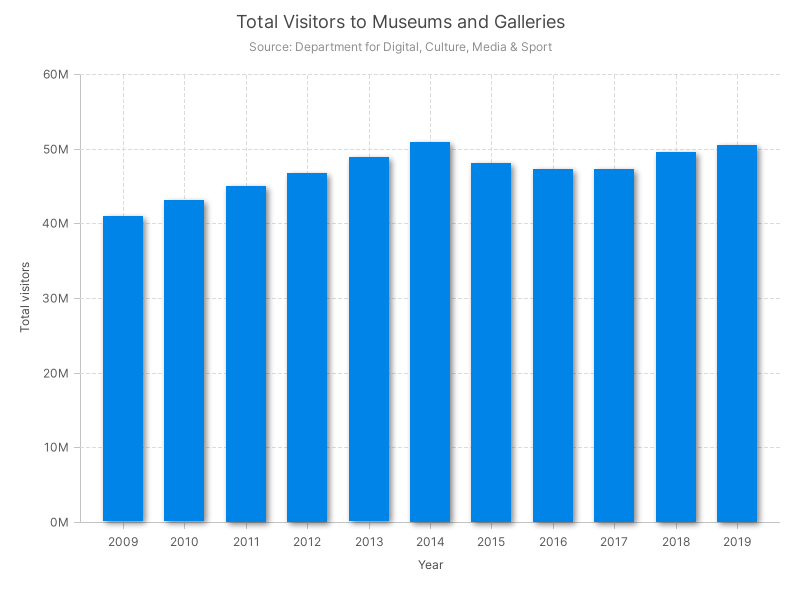 Total Visitors to Museums and Galleries
Source: Department for Digital, Culture, Media & Sport
60M
50M
40M
30M
20M
10M
0M
Total visitors
2009 2010 2011 2012 2013 2014 2015 2016 2017 2018 2019
Year